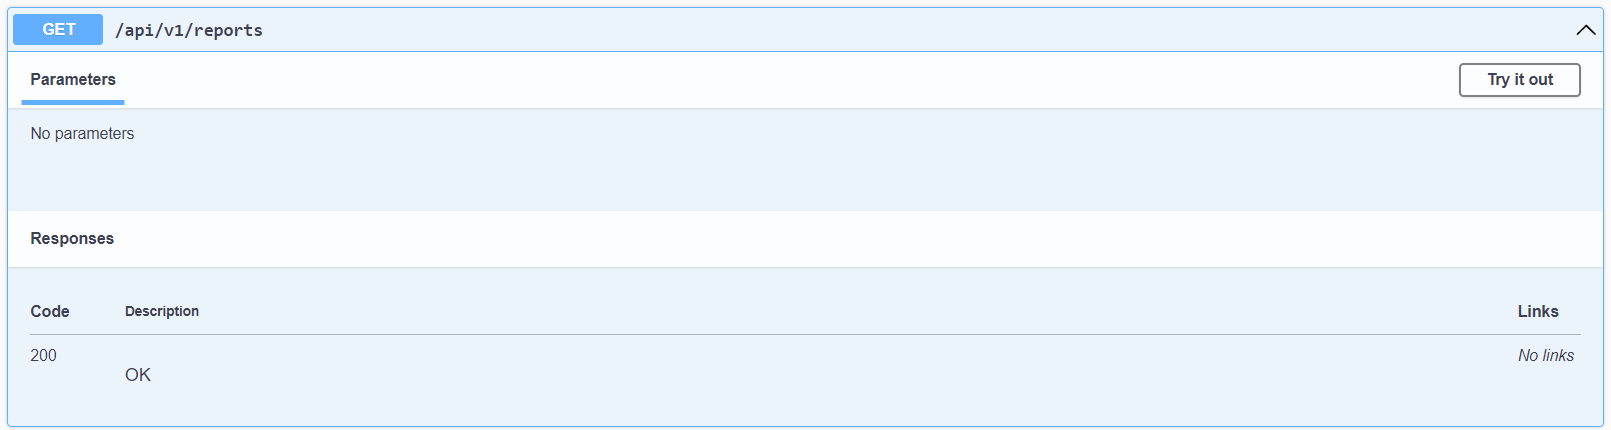 GET /api/v1/reports
Parameters
Try it out
No parameters
Responses
Code Description Links
200 No links
OK